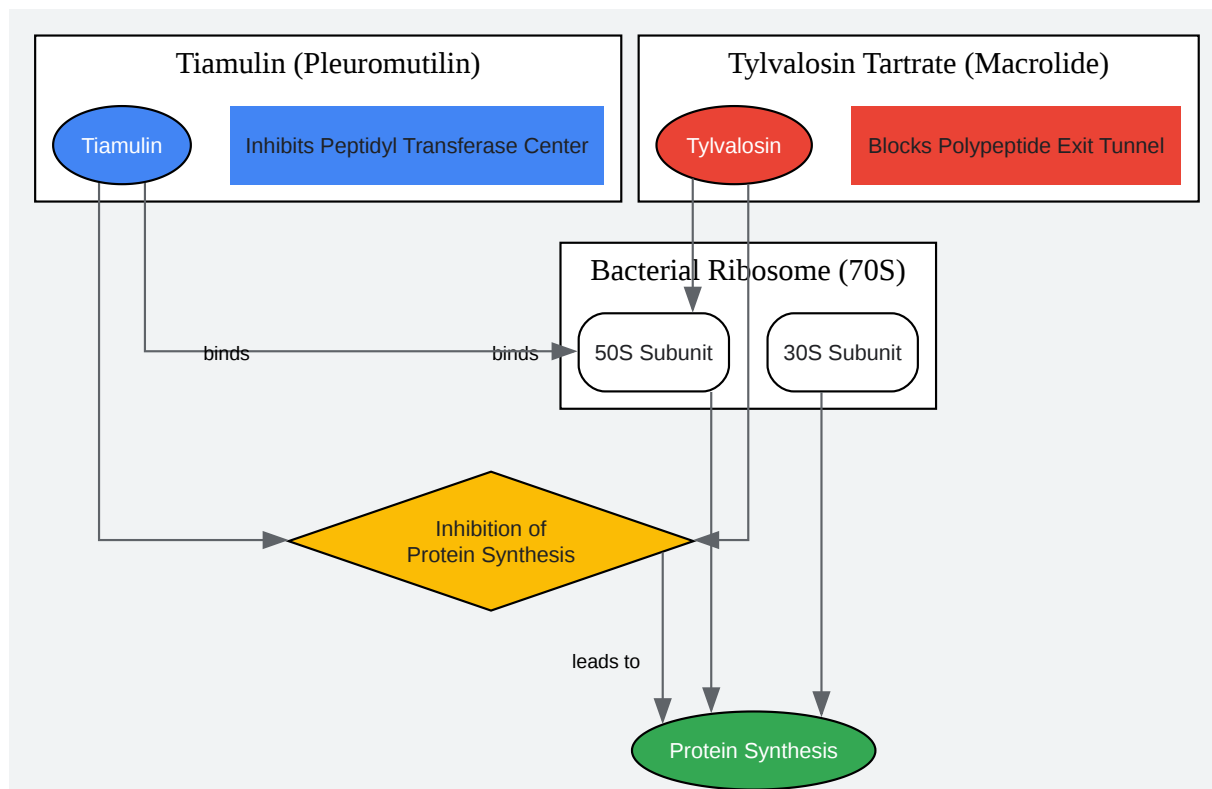 Tiamulin (Pleuromutilin)
Tylvalosin Tartrate (Macrolide)
Tiamulin
Inhibits Peptidyl Transferase Center
Tylvalosin
Blocks Polypeptide Exit Tunnel
Bacterial Ribosome (70S)
binds
binds
50S Subunit
30S Subunit
Inhibition of
Protein Synthesis
leads to
Protein Synthesis